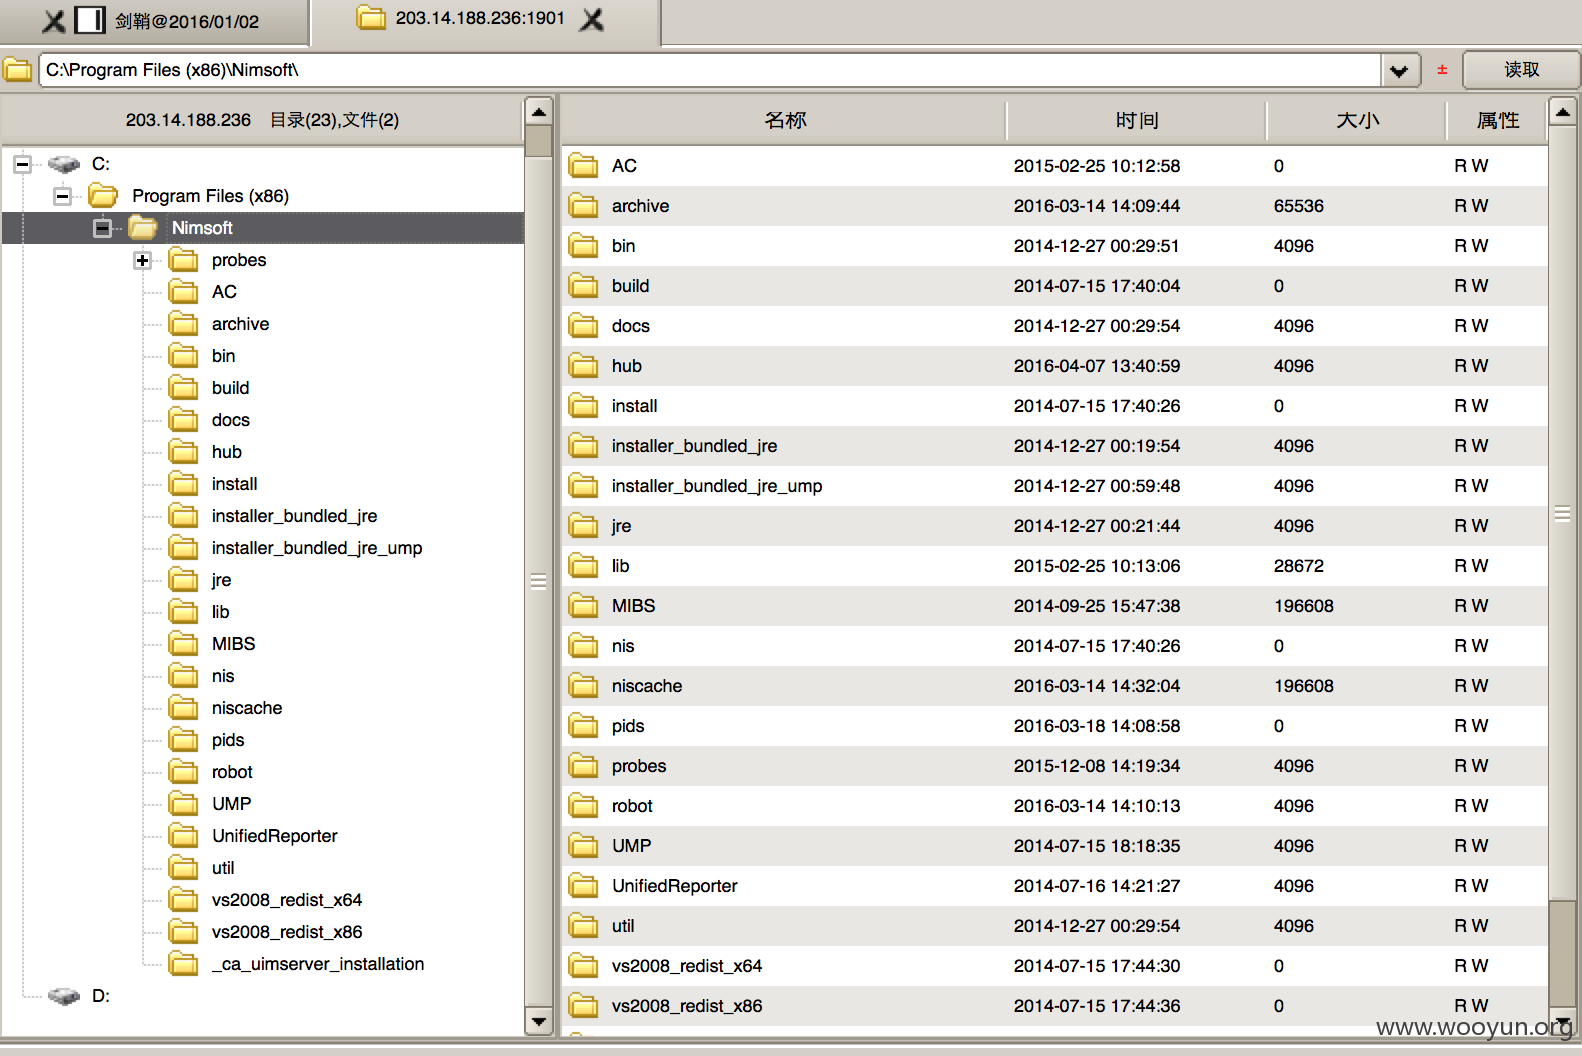 剑鞘@2016/01/02
203.14.188.236:1901
C:\Program Files (x86)\Nimsoft\
±
读取
203.14.188.236 目录(23),文件(2)
C:
Program Files (x86)
Nimsoft
probes
AC
archive
bin
build
docs
hub
install
installer_bundled_jre
installer_bundled_jre_ump
jre
lib
MIBS
nis
niscache
pids
robot
UMP
UnifiedReporter
util
vs2008_redist_x64
vs2008_redist_x86
_ca_uimserver_installation
D:
名称 时间 大小 属性
AC 2015-02-25 10:12:58 0 R W
archive 2016-03-14 14:09:44 65536 R W
bin 2014-12-27 00:29:51 4096 R W
build 2014-07-15 17:40:04 0 R W
docs 2014-12-27 00:29:54 4096 R W
hub 2016-04-07 13:40:59 4096 R W
install 2014-07-15 17:40:26 0 R W
installer_bundled_jre 2014-12-27 00:19:54 4096 R W
installer_bundled_jre_ump 2014-12-27 00:59:48 4096 R W
jre 2014-12-27 00:21:44 4096 R W
lib 2015-02-25 10:13:06 28672 R W
MIBS 2014-09-25 15:47:38 196608 R W
nis 2014-07-15 17:40:26 0 R W
niscache 2016-03-14 14:32:04 196608 R W
pids 2016-03-18 14:08:58 0 R W
probes 2015-12-08 14:19:34 4096 R W
robot 2016-03-14 14:10:13 4096 R W
UMP 2014-07-15 18:18:35 4096 R W
UnifiedReporter 2014-07-16 14:21:27 4096 R W
util 2014-12-27 00:29:54 4096 R W
vs2008_redist_x64 2014-07-15 17:44:30 0 R W
vs2008_redist_x86 2014-07-15 17:44:36 0 R W
www.wooyun.org